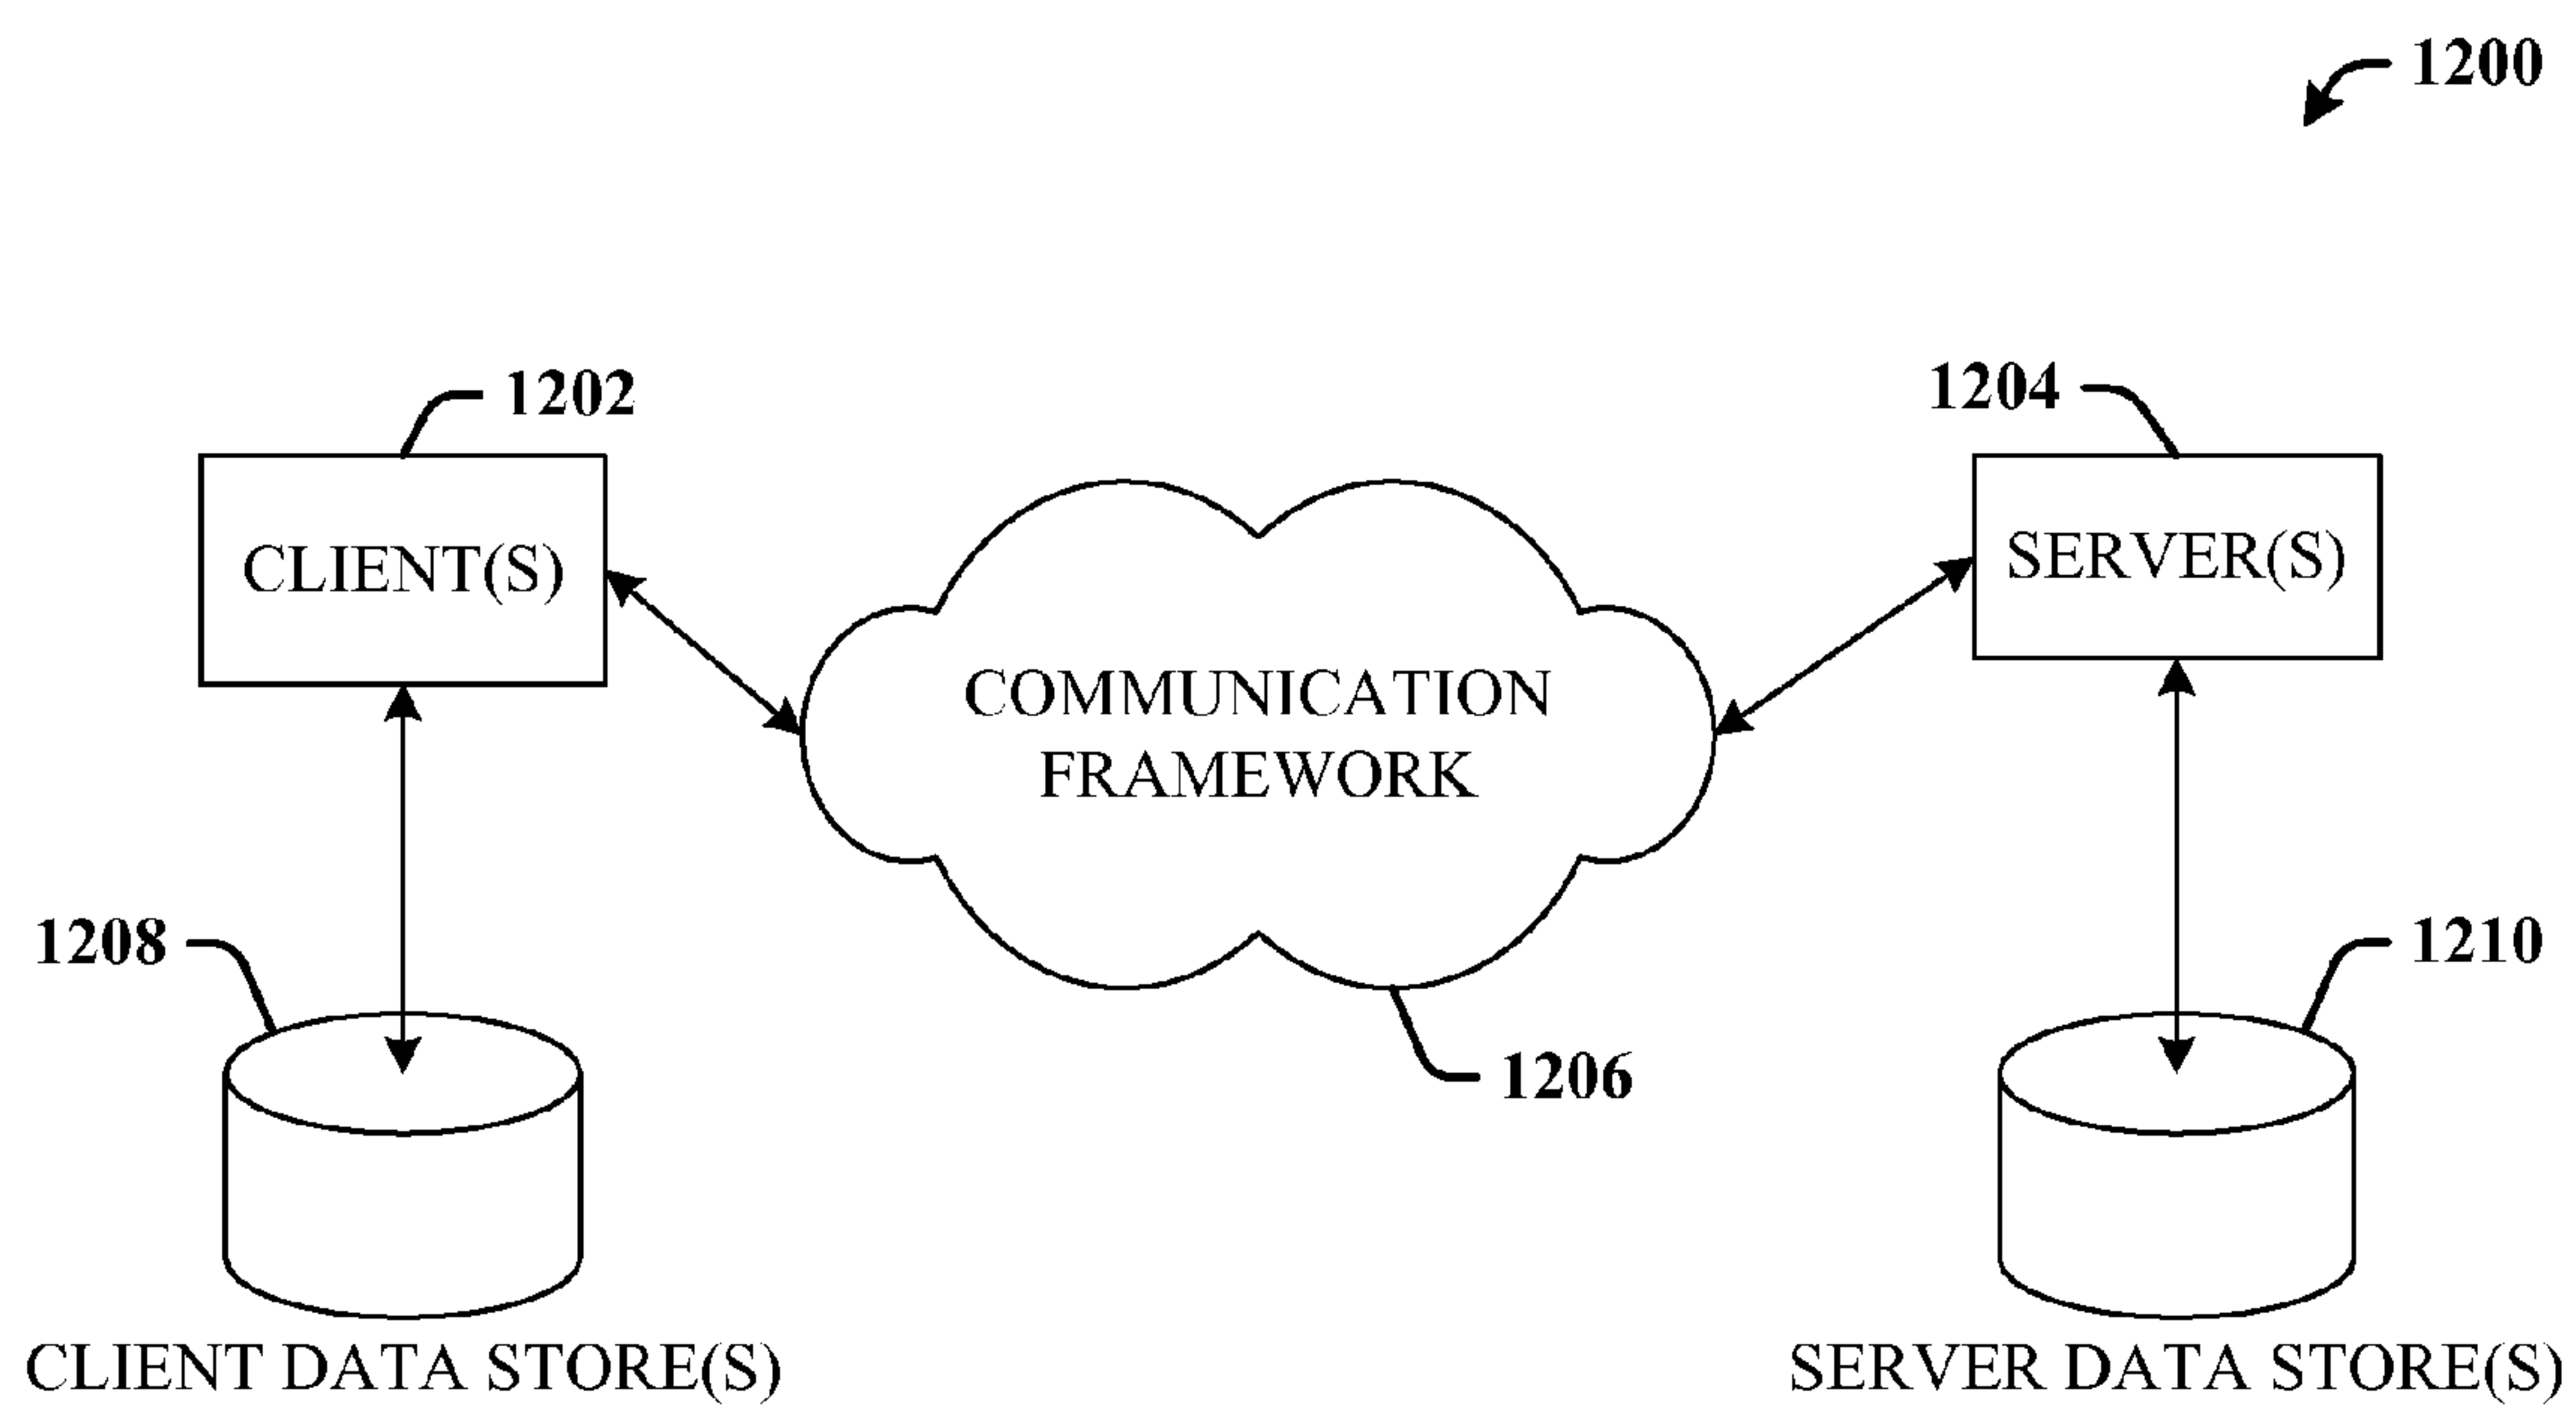 1200
1202
1204
CLIENT(S)
SERVER(S)
COMMUNICATION
FRAMEWORK
1208
1210
1206
CLIENT DATA STORE(S)
SERVER DATA STORE(S)